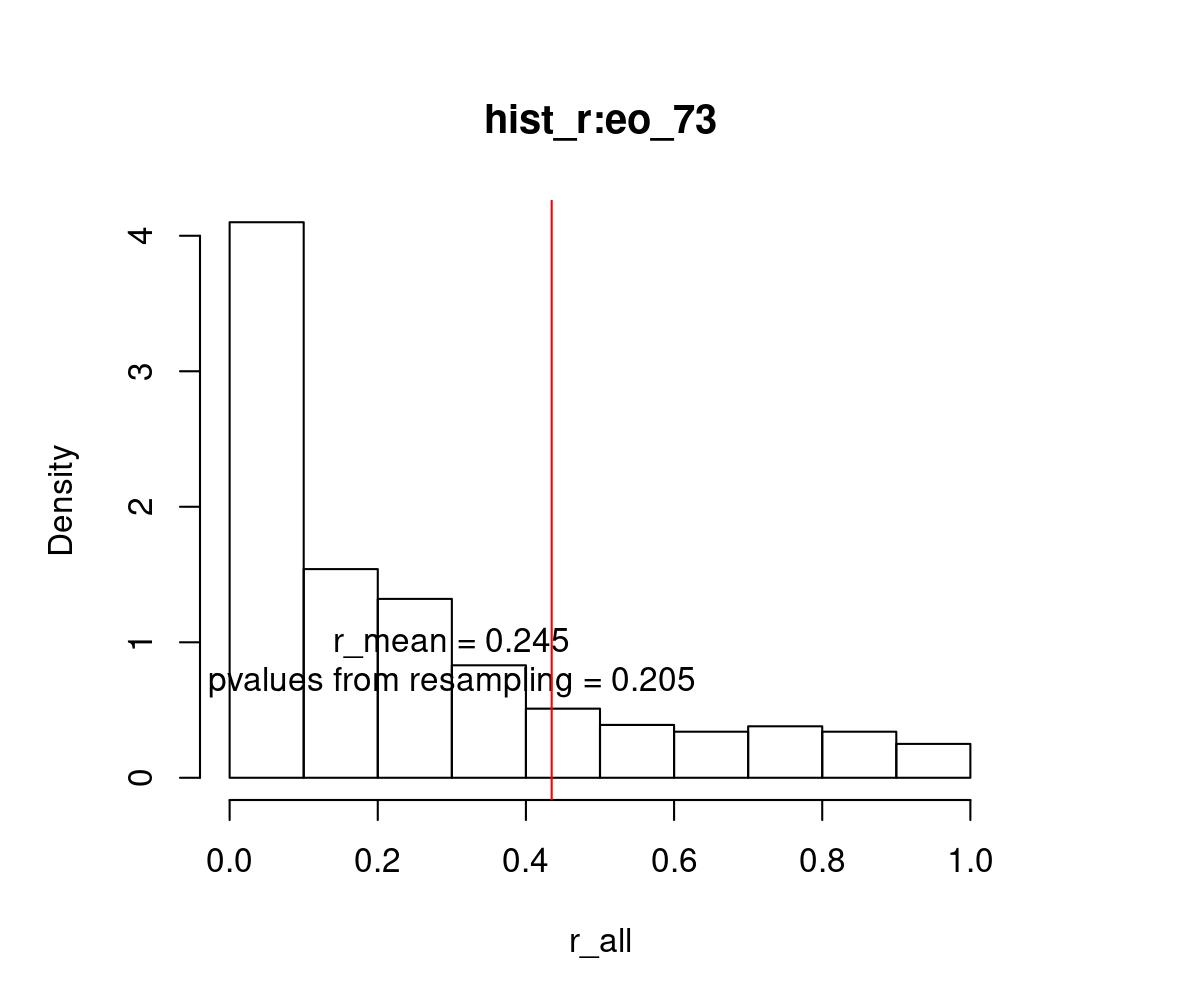 hist_r:eo_73
4
3
2
1
0
Density
r_mean = 0.245
pvalues from resampling = 0.205
0.0 0.2 0.4 0.6 0.8 1.0
r_all